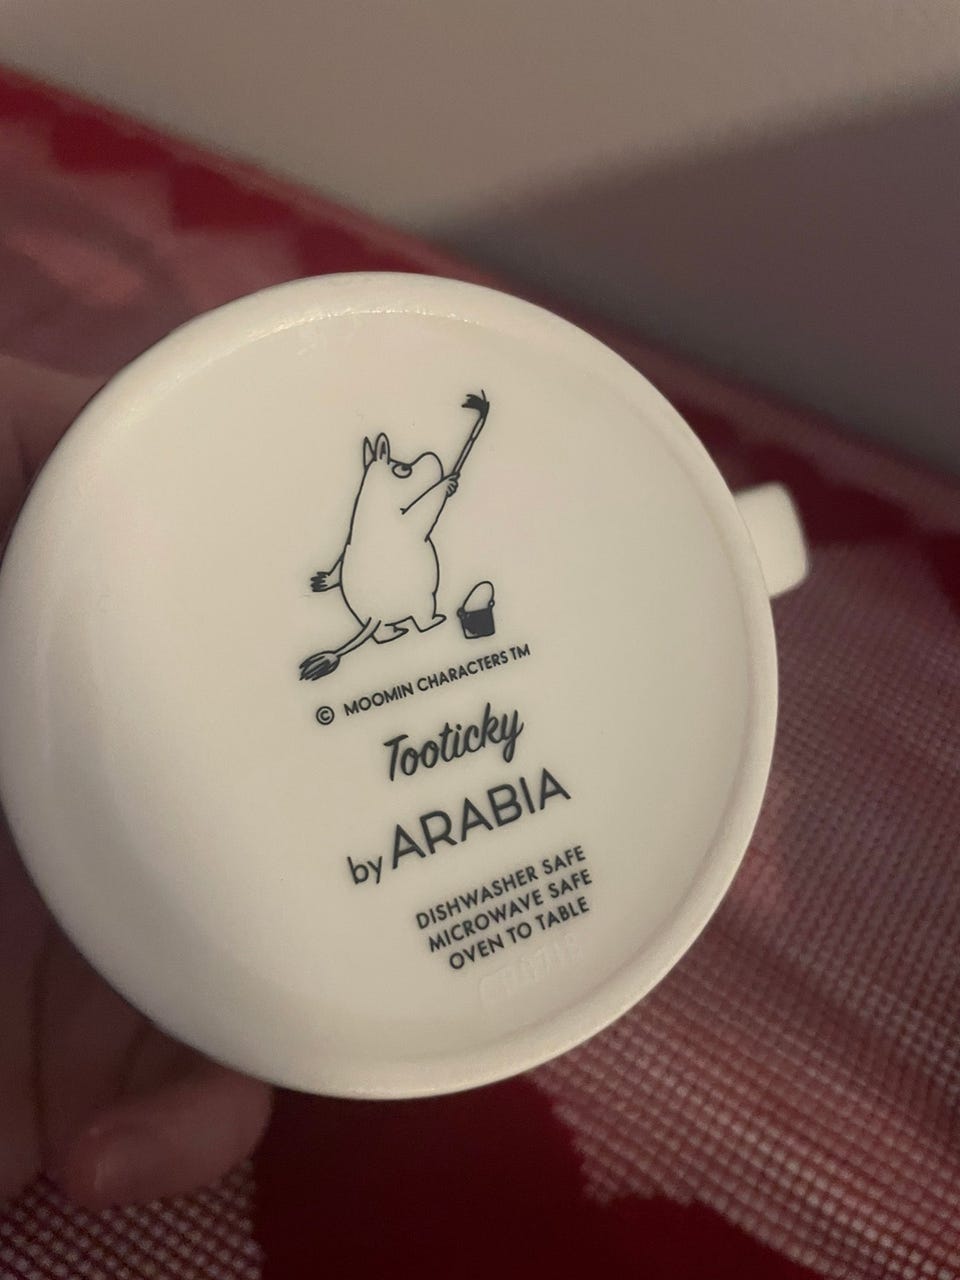 © MOOMIN CHARACTERS TM
Tooticky
by ARABIA
DISHWASHER SAFE
MICROWAVE SAFE
OVEN TO TABLE